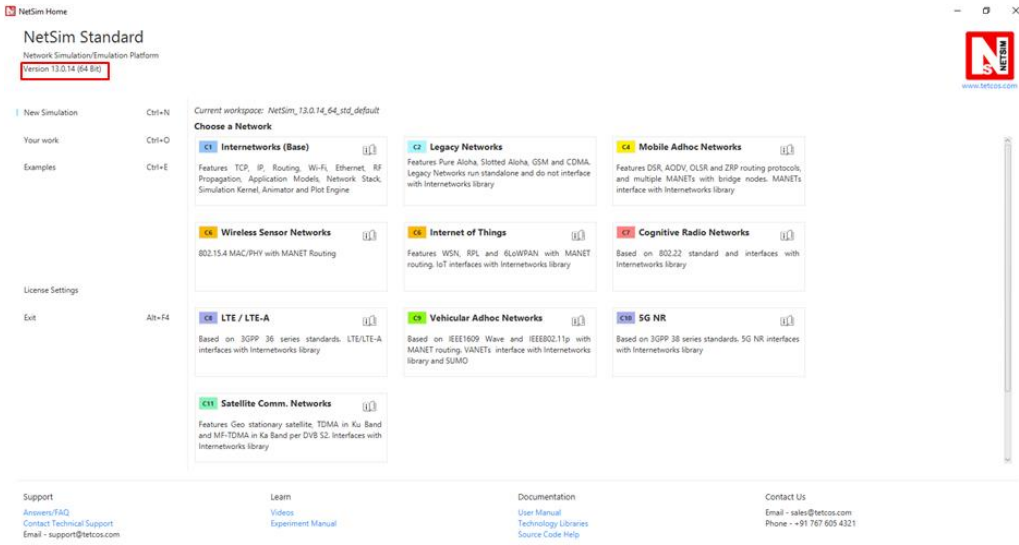 NetSim Home
NetSim Standard
Network Simulation/Emulation Platform
Version 13.0.14 (64 Bit)
NETSIM
www.tetcos.com
New Simulation Ctrl+N
Your work Ctrl+O
Examples Ctrl+E
License Settings
Exit Alt+F4
Current workspace: NetSim_13.0.14_64_std_default
Choose a Network
C1 Internetworks (Base)
Features TCP, IP, Routing, Wi-Fi, Ethernet, RF
Propagation, Application Models, Network Stack,
Simulation Kernel, Animator and Plot Engine
C2 Legacy Networks
Features Pure Aloha, Slotted Aloha, GSM and CDMA.
Legacy Networks run standalone and do not interface
with Internetworks library
C4 Mobile Adhoc Networks
Features DSR, AODV, OLSR and ZRP routing protocols,
and multiple MANETs with bridge nodes. MANETs
interface with Internetworks library
C6 Wireless Sensor Networks
802.15.4 MAC/PHY with MANET Routing
C6 Internet of Things
Features WSN, RPL and 6LoWPAN with MANET
routing. IoT interfaces with Internetworks library
C7 Cognitive Radio Networks
Based on 802.22 standard and interfaces with
Internetworks library
C8 LTE / LTE-A
Based on 3GPP 36 series standards. LTE/LTE-A
interfaces with Internetworks library
C9 Vehicular Adhoc Networks
Based on IEEE1609 Wave and IEEE802.11p with
MANET routing. VANETs interface with Internetworks
library and SUMO
C10 5G NR
Based on 3GPP 38 series standards. 5G NR interfaces
with Internetworks library
C11 Satellite Comm. Networks
Features Geo stationary satellite, TDMA in Ku Band
and MF-TDMA in Ka Band per DVB S2. Interfaces with
Internetworks library
Support
Answers/FAQ
Contact Technical Support
Email - support@tetcos.com
Learn
Videos
Experiment Manual
Documentation
User Manual
Technology Libraries
Source Code Help
Contact Us
Email - sales@tetcos.com
Phone - +91 767 605 4321